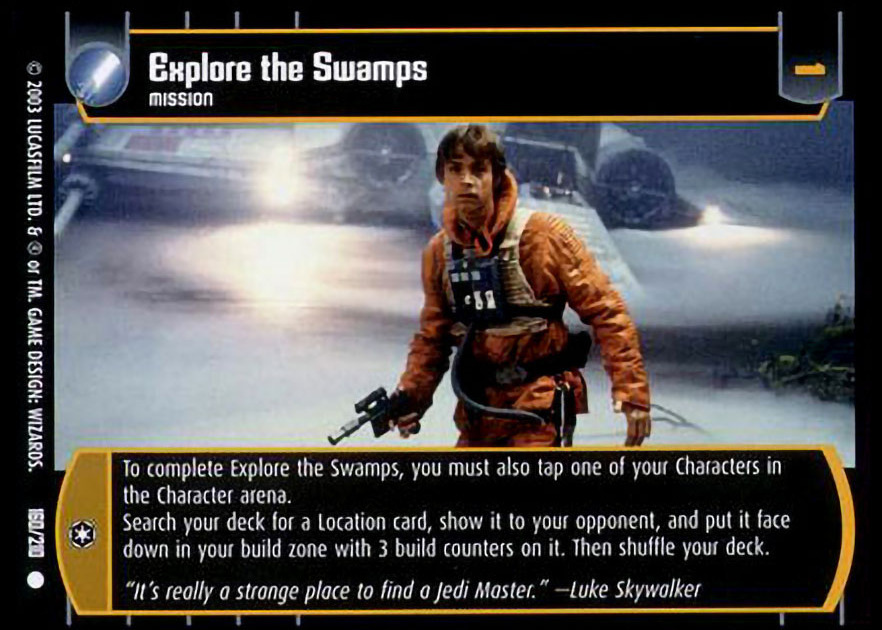 Explore the Swamps
MISSION
1
To complete Explore the Swamps, you must also tap one of your Characters in
the Character arena.
Search your deck for a Location card, show it to your opponent, and put it face
down in your build zone with 3 build counters on it. Then shuffle your deck.
"It's really a strange place to find a Jedi Master." –Luke Skywalker
© 2003 LUCASFILM LTD. & ® or TM. GAME DESIGN: WIZARDS.